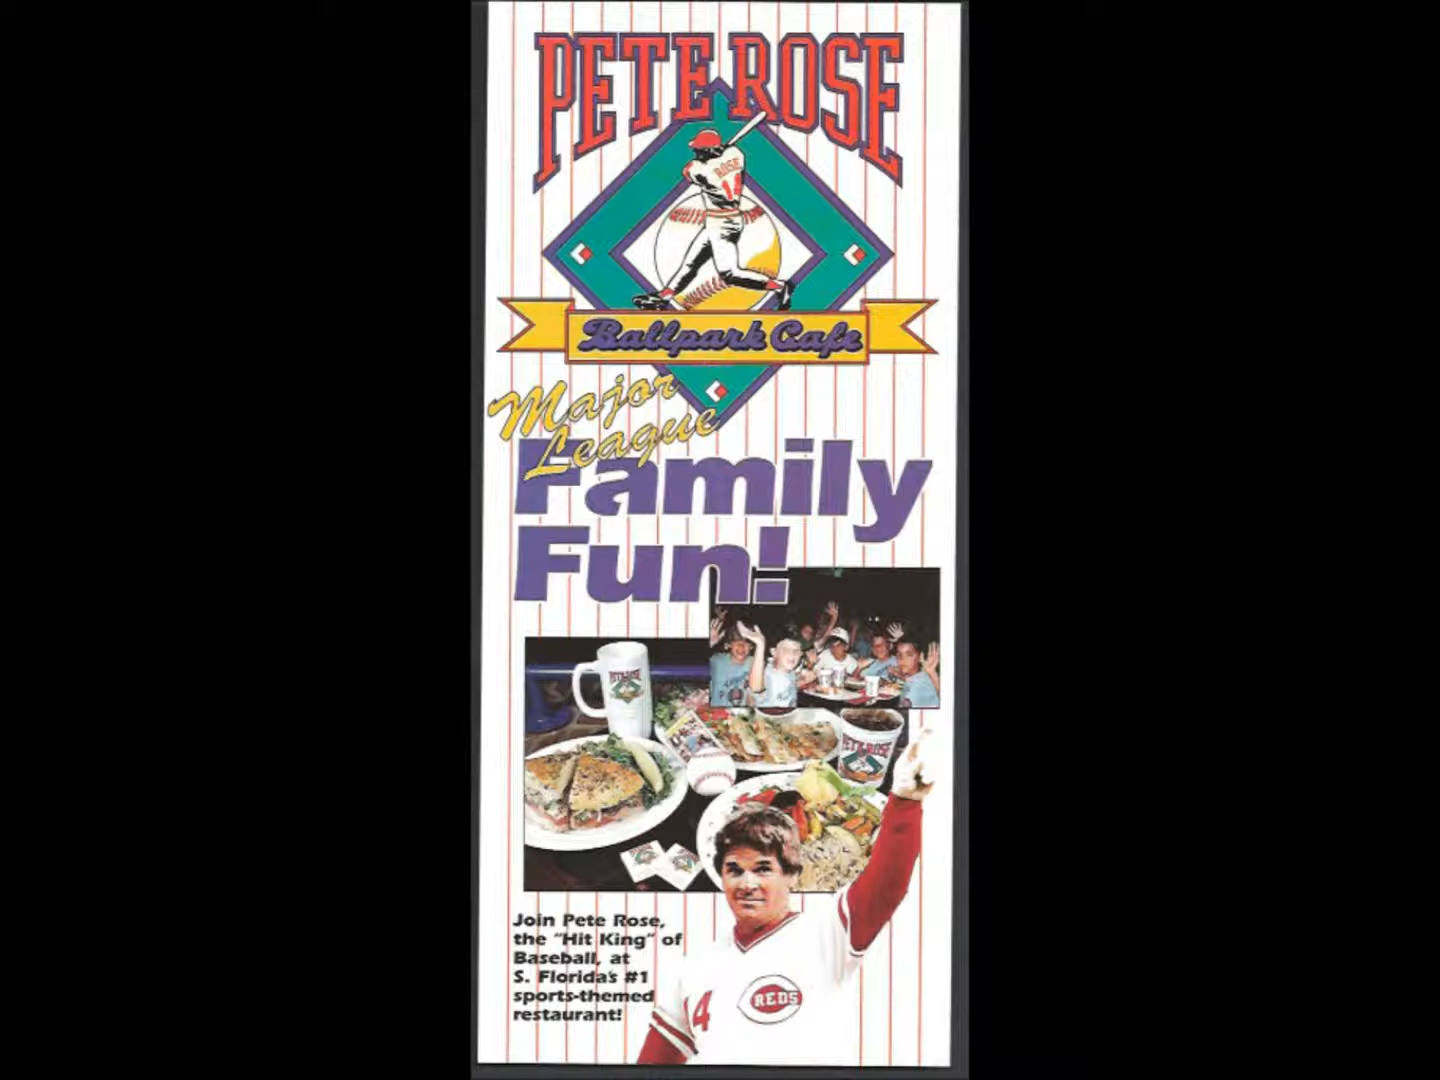 PETE ROSE
ROSE
14
Ballpark Cafe
Major
League
Family
Fun!
PETE ROSE
PETE ROSE
Join Pete Rose,
the "Hit King" of
Baseball, at
S. Florida's #1
sports-themed
restaurant!
14
REDS